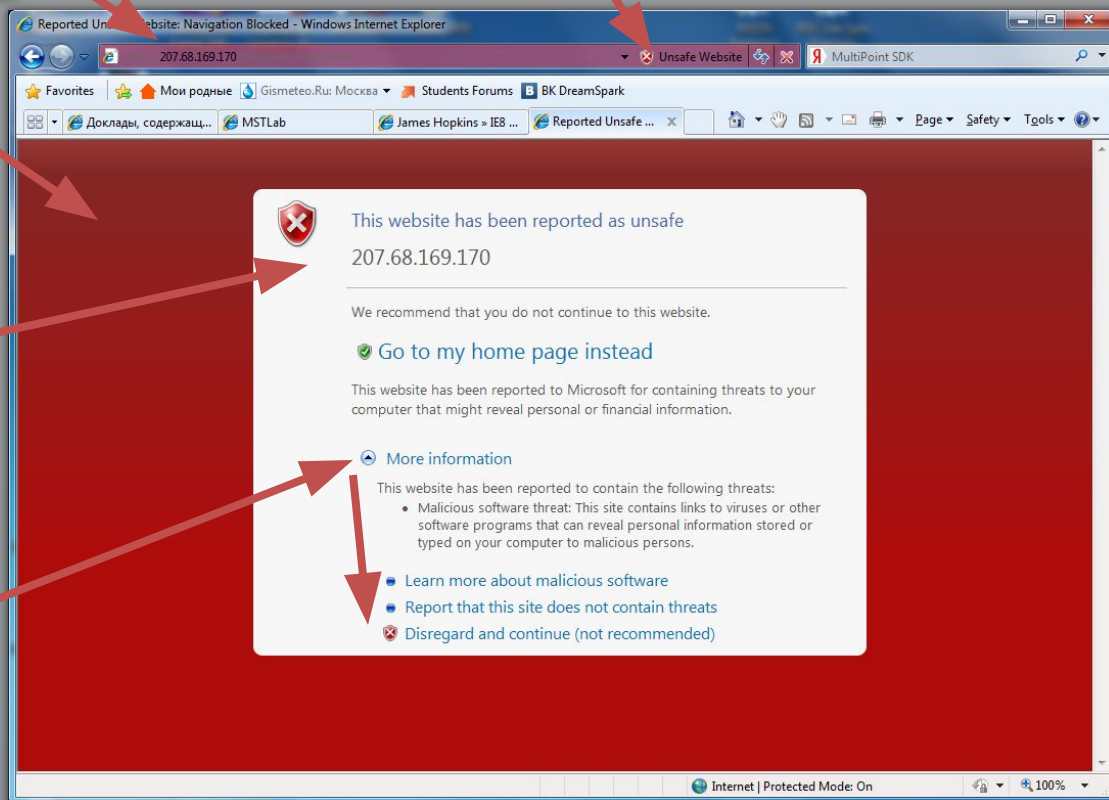 Reported Un Website: Navigation Blocked - Windows Internet Explorer
207.68.169.170
Unsafe Website
MultiPoint SDK
Favorites
Мои родные
Gismeteo.Ru: Москва
Students Forums
BK DreamSpark
Доклады, содержащ...
MSTLab
James Hopkins » IE8 ...
Reported Unsafe ...
Page
Safety
Tools
This website has been reported as unsafe
207.68.169.170
We recommend that you do not continue to this website.
Go to my home page instead
This website has been reported to Microsoft for containing threats to your
computer that might reveal personal or financial information.
More information
This website has been reported to contain the following threats:
• Malicious software threat: This site contains links to viruses or other
software programs that can reveal personal information stored or
typed on your computer to malicious persons.
Learn more about malicious software
Report that this site does not contain threats
Disregard and continue (not recommended)
Internet | Protected Mode: On
100%